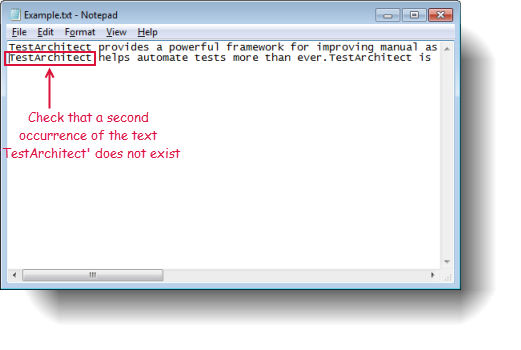 Example.txt - Notepad
File Edit Format View Help
TestArchitect provides a powerful framework for improving manual as
TestArchitect helps automate tests more than ever.TestArchitect is
Check that a second
occurrence of the text
TestArchitect' does not exist